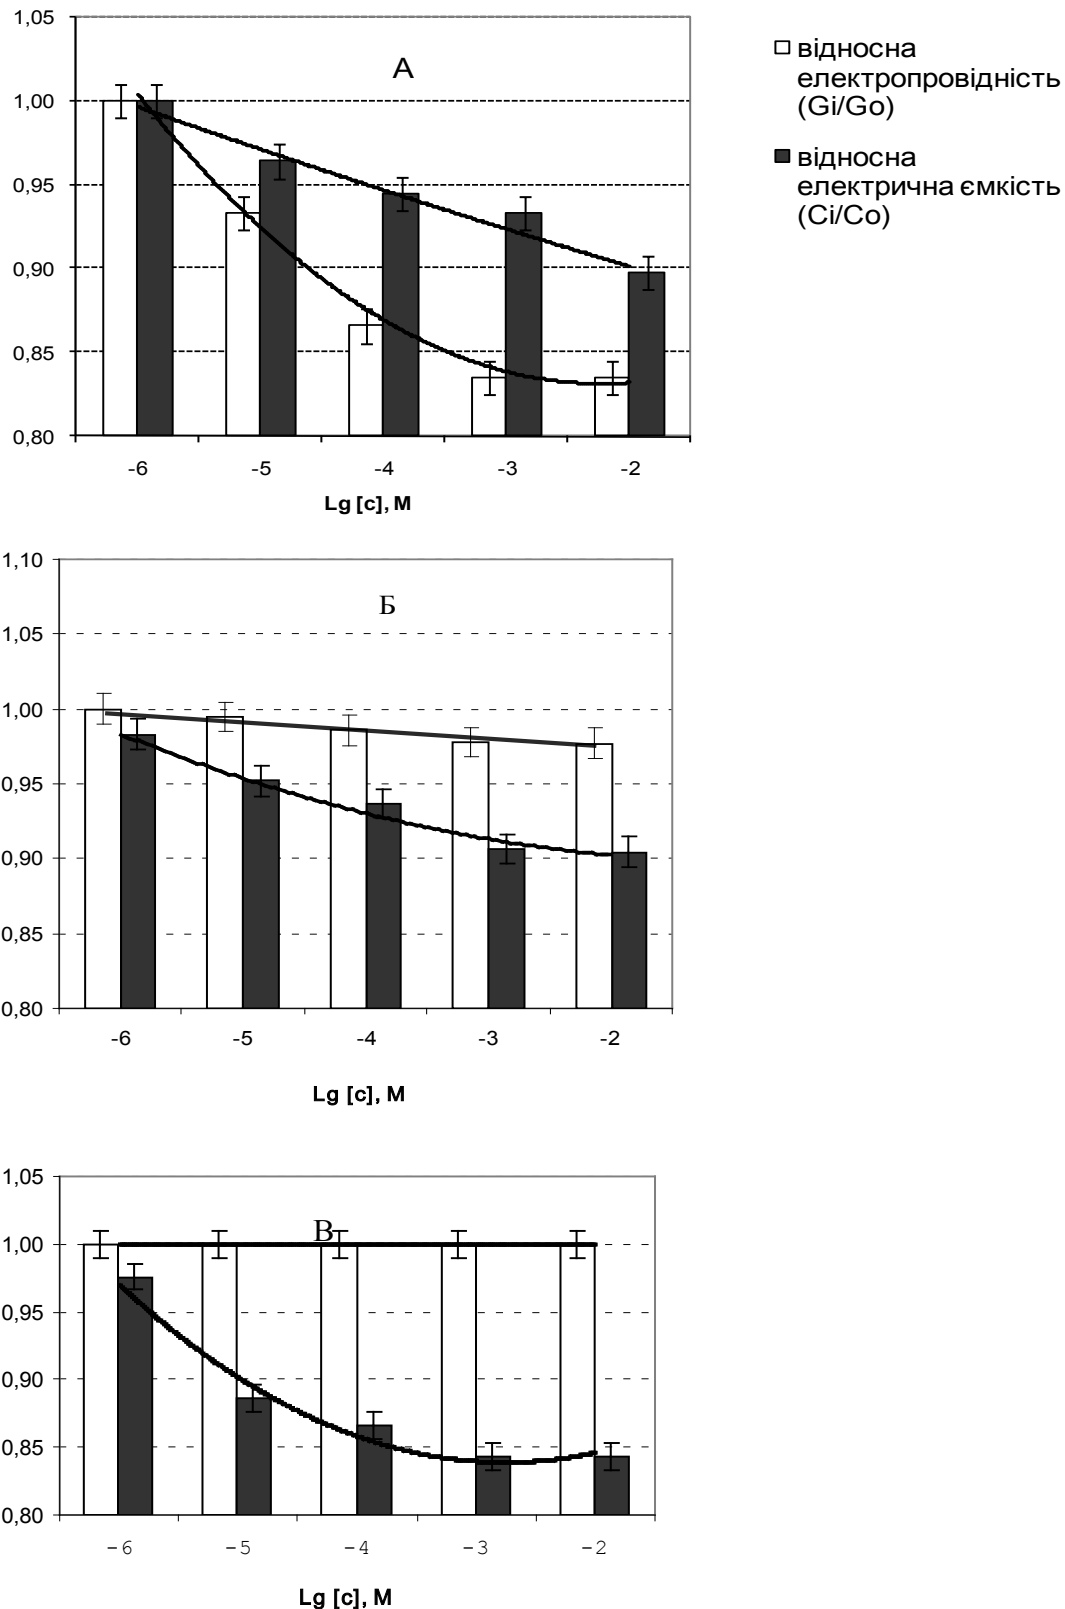 1,05
А
1,00
0,95
0,90
0,85
0,80
-6 -5 -4 -3 -2
Lg [c], M
відносна
електропровідність
(Gi/Go)
відносна
електрична ємкість
(Ci/Co)
1,10
Б
1,05
1,00
0,95
0,90
0,85
0,80
-6 -5 -4 -3 -2
Lg [c], M
1,05
В
1,00
0,95
0,90
0,85
0,80
-6 -5 -4 -3 -2
Lg [c], M